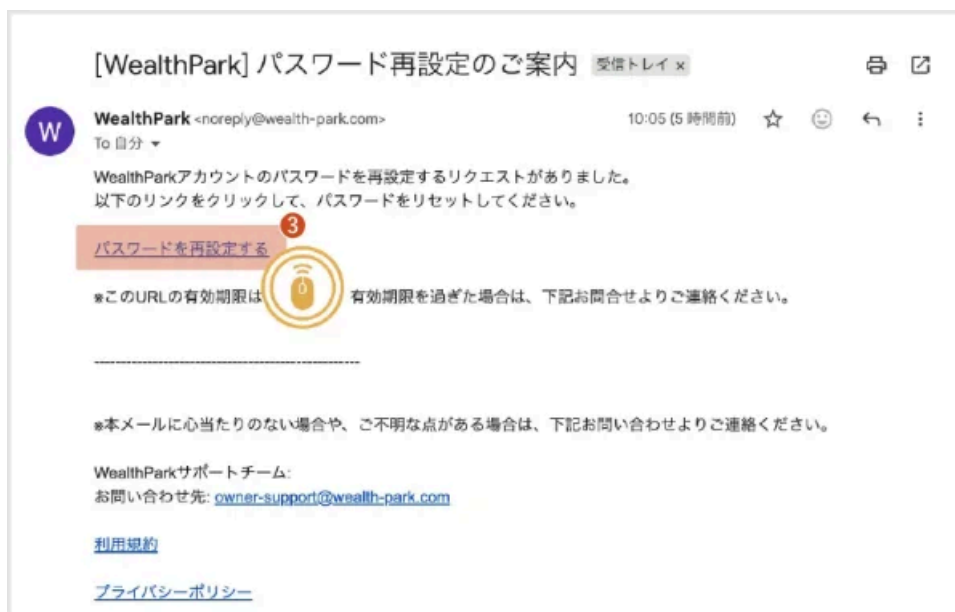 [WealthPark] パスワード再設定のご案内 受信トレイ ×
W
WealthPark <noreply@wealth-park.com> 10:05 (5 時間前)
To 自分
WealthParkアカウントのパスワードを再設定するリクエストがありました。
以下のリンクをクリックして、パスワードをリセットしてください。
3
パスワードを再設定する
※このURLの有効期限は 有効期限を過ぎた場合は、下記お問合せよりご連絡ください。
--------------------------------------------------
※本メールに心当たりのない場合や、ご不明な点がある場合は、下記お問い合わせよりご連絡ください。
WealthParkサポートチーム:
お問い合わせ先: owner-support@wealth-park.com
利用規約
プライバシーポリシー